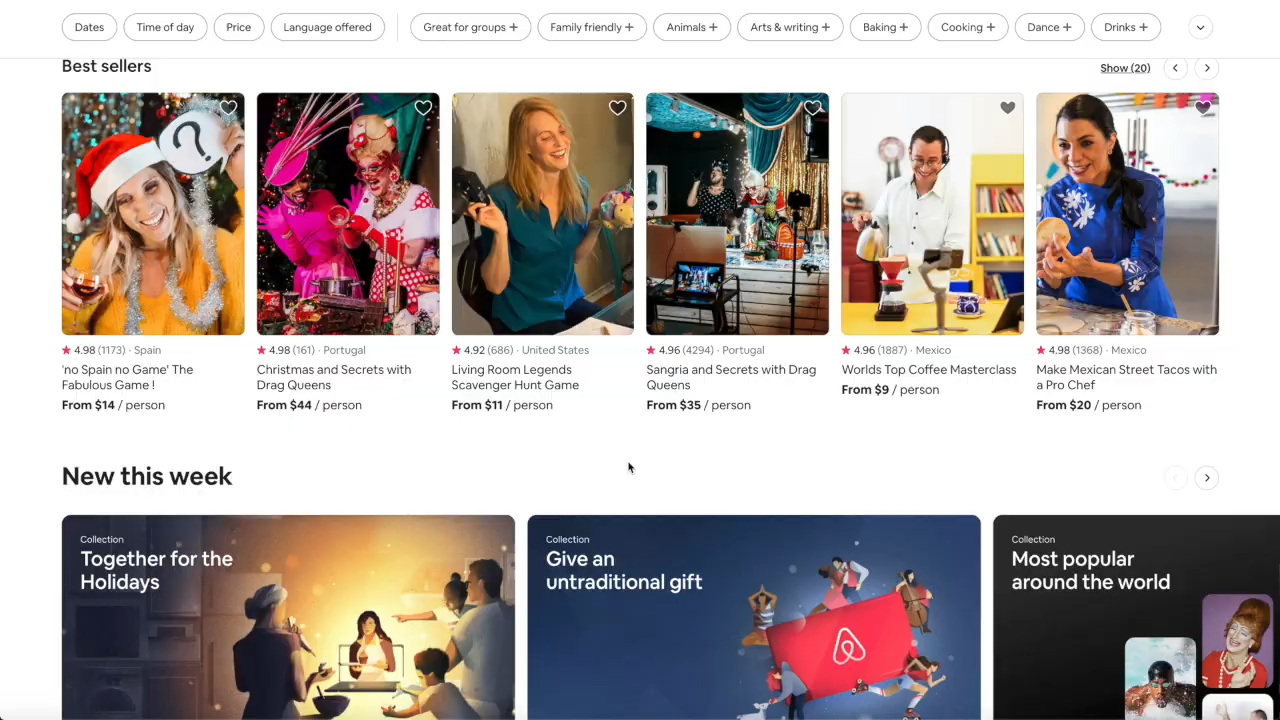 Dates
Time of day
Price
Language offered
Great for groups +
Family friendly +
Animals +
Arts & writing +
Baking +
Cooking +
Dance +
Drinks +
Best sellers
Show (20)
?
4.98 (1173) · Spain
'no Spain no Game' The
Fabulous Game !
From $14 / person
4.98 (161) · Portugal
Christmas and Secrets with
Drag Queens
From $44 / person
4.92 (686) · United States
Living Room Legends
Scavenger Hunt Game
From $11 / person
4.96 (4294) · Portugal
Sangria and Secrets with Drag
Queens
From $35 / person
4.96 (1887) · Mexico
Worlds Top Coffee Masterclass
From $9 / person
4.98 (1368) · Mexico
Make Mexican Street Tacos with
a Pro Chef
From $20 / person
New this week
Collection
Together for the
Holidays
Collection
Give an
untraditional gift
Collection
Most popular
around the world